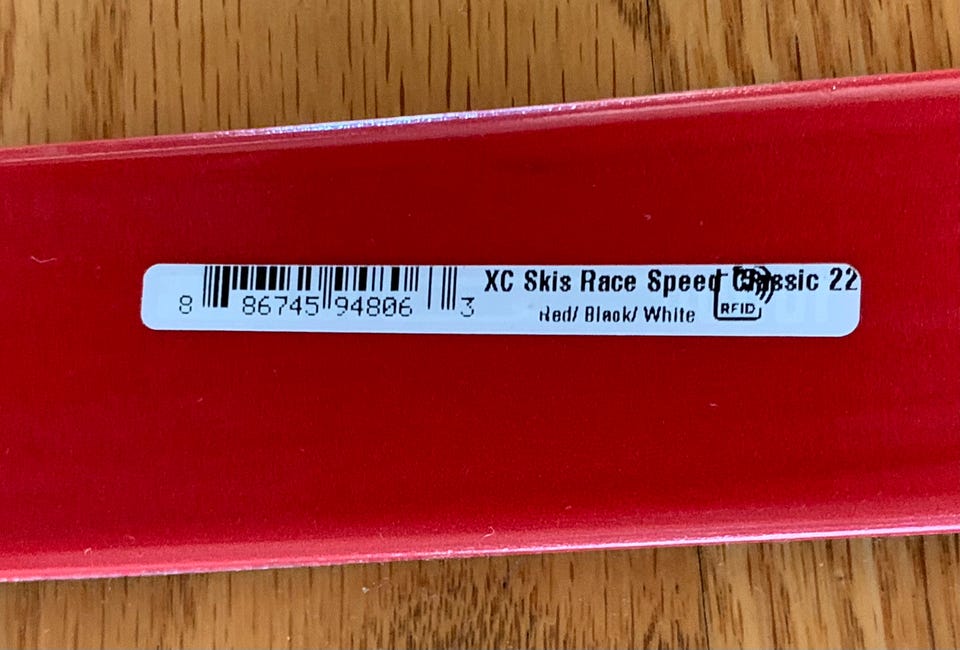 XC Skis Race Speed Classic 22
8 86745 94806 3
Red/ Black/ White
RFID